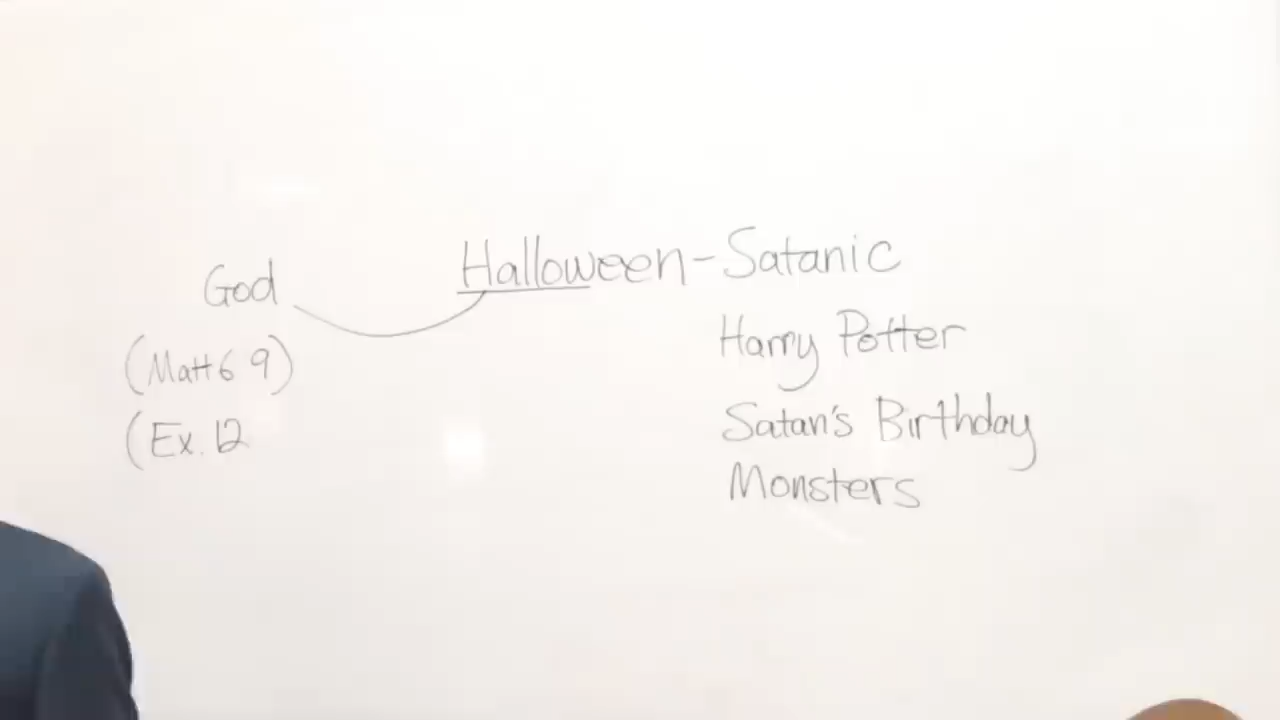 God
(Matt 6 9)
(Ex. 12
Halloween-Satanic
Harry Potter
Satan's Birthday
Monsters